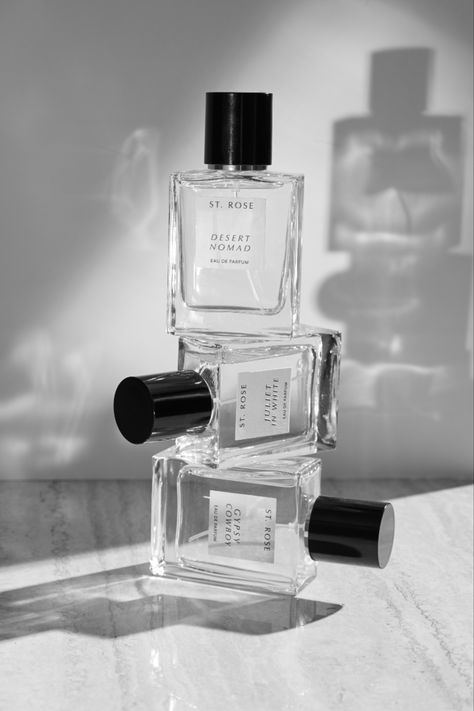 ST. ROSE
DESERT
NOMAD
EAU DE PARFUM
ST. ROSE
JULIET
IN WHITE
EAU DE PARFUM
ST. ROSE
GYPSY
COWBOY
EAU DE PARFUM